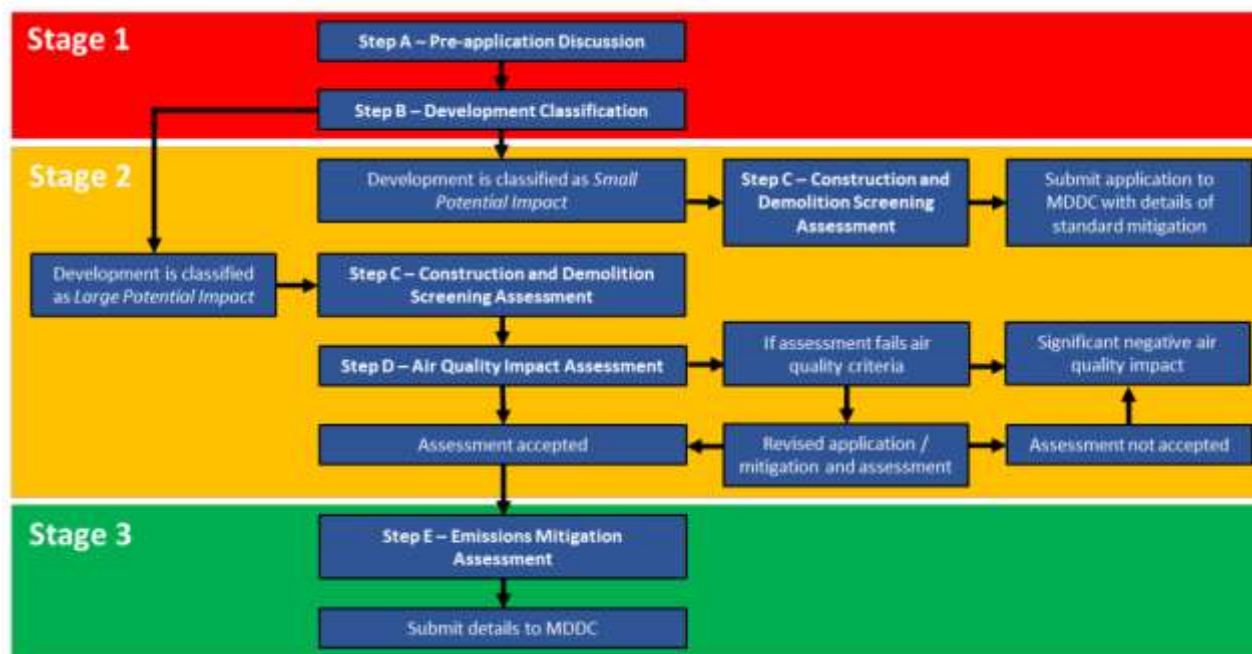 Stage 1
Step A – Pre-application Discussion
Step B – Development Classification
Stage 2
Development is classified as Small
Potential Impact
Step C – Construction and
Demolition Screening
Assessment
Submit application to
MDDC with details of
standard mitigation
Development is classified
as Large Potential Impact
Step C – Construction and Demolition
Screening Assessment
Step D – Air Quality Impact Assessment
If assessment fails air
quality criteria
Significant negative air
quality impact
Assessment accepted
Revised application /
mitigation and assessment
Assessment not accepted
Stage 3
Step E – Emissions Mitigation
Assessment
Submit details to MDDC